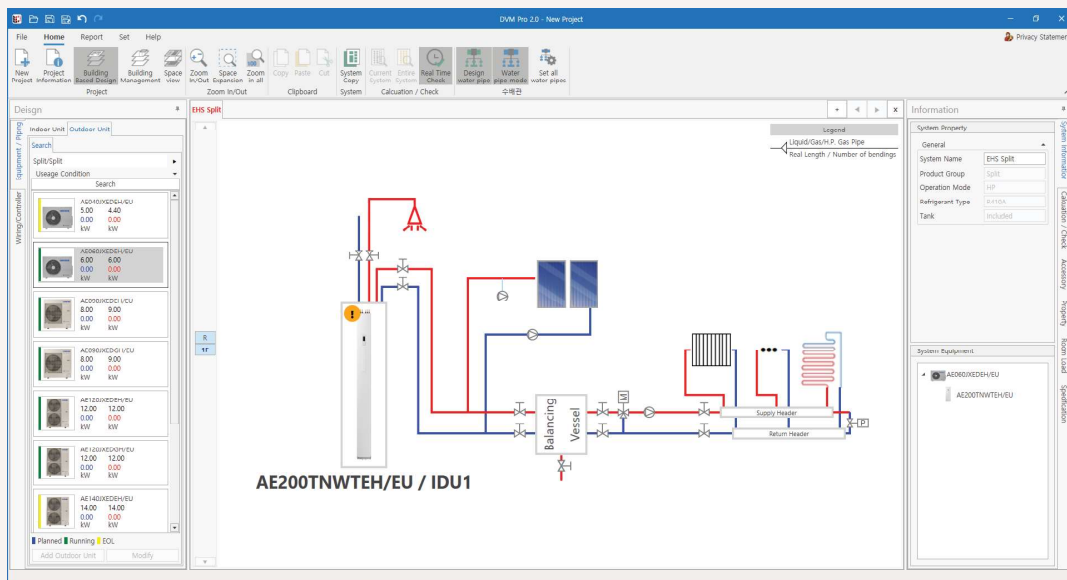 DVM Pro 2.0 - New Project
File Home Report Set Help
Privacy Statement
New Project
Project Information
Building Based Design
Building Management
Space view
Zoom In/Out
Space Expansion
Zoom in all
Copy Paste Cut
System Copy
Current System
Entire System
Real Time Check
Design water pipe
Water pipe mode
Set all water pipes
Project
Zoom In/Out
Clipboard
System
Calcuation / Check
수배관
Deisgn
Equipment / Piping
Wiring/Controller
Indoor Unit Outdoor Unit
Search
Split/Split
Useage Condition
Search
AE040JXEDEH/EU
5.00 4.40
0.00 0.00
kW kW
AE060JXEDEH/EU
6.00 6.00
0.00 0.00
kW kW
8.00 9.00
0.00 0.00
kW kW
8.00 9.00
0.00 0.00
kW kW
AE120JXEDEH/EU
12.00 12.00
0.00 0.00
kW kW
AE120JXEDGH/EU
12.00 12.00
0.00 0.00
kW kW
AE140JXEDEH/EU
14.00 14.00
0.00 0.00
kW kW
Planned Running EOL
Add Outdoor Unit Modify
EHS Split
R
1F
Legend
Liquid/Gas/H.P. Gas Pipe
Real Length / Number of bendings
M
Balancing Vessel
Supply Header
Return Header
P
AE200TNWTEH/EU / IDU1
Information
System Property
General
System Name EHS Split
Product Group Split
Operation Mode HP
Refrigerant Type R410A
Tank Included
System Equipment
AE060JXEDEH/EU
AE200TNWTEH/EU
System Information
Calcuation / Check
Accessory
Property
Room Load
Spedfication